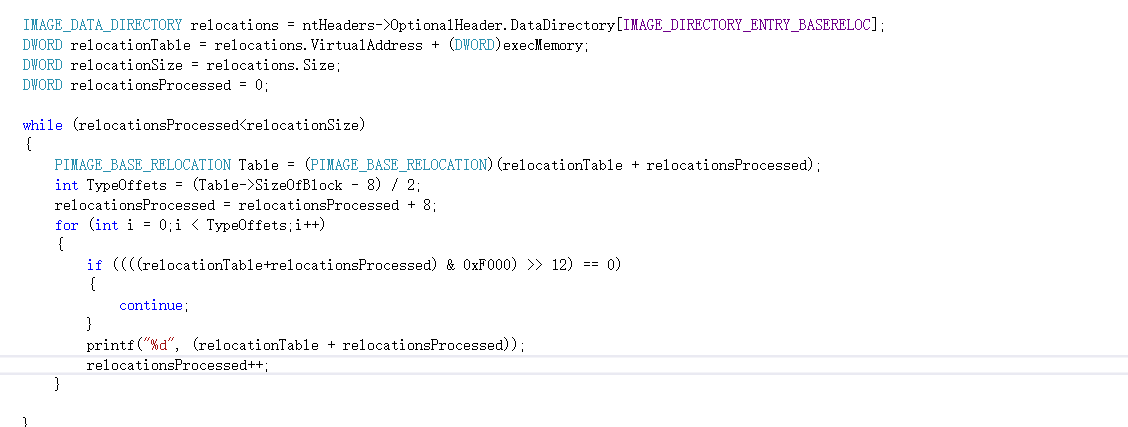 IMAGE_DATA_DIRECTORY relocations = ntHeaders->OptionalHeader.DataDirectory[IMAGE_DIRECTORY_ENTRY_BASERELOC];
DWORD relocationTable = relocations.VirtualAddress + (DWORD)execMemory;
DWORD relocationSize = relocations.Size;
DWORD relocationsProcessed = 0;
while (relocationsProcessed<relocationSize)
{
PIMAGE_BASE_RELOCATION Table = (PIMAGE_BASE_RELOCATION)(relocationTable + relocationsProcessed);
int TypeOffets = (Table->SizeOfBlock - 8) / 2;
relocationsProcessed = relocationsProcessed + 8;
for (int i = 0;i < TypeOffets;i++)
{
if ((((relocationTable+relocationsProcessed) & 0xF000) >> 12) == 0)
{
continue;
}
printf("%d", (relocationTable + relocationsProcessed));
relocationsProcessed++;
}
}